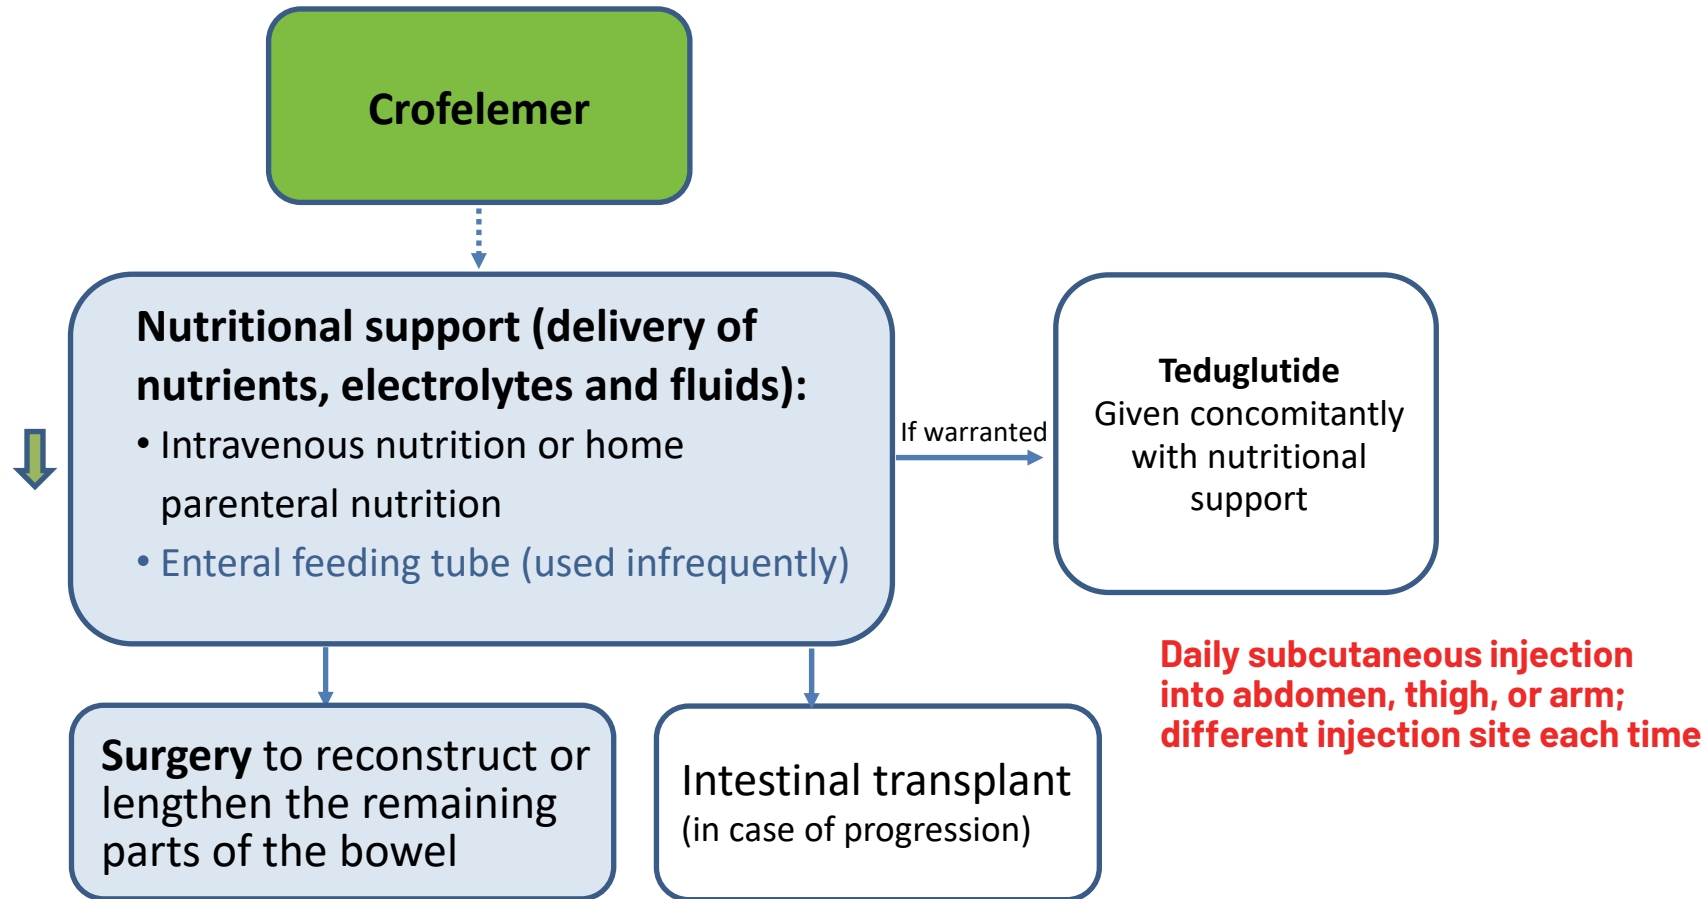 Crofelemer
Nutritional support (delivery of
nutrients, electrolytes and fluids):
• Intravenous nutrition or home
parenteral nutrition
• Enteral feeding tube (used infrequently)
If warranted
Teduglutide
Given concomitantly
with nutritional
support
Daily subcutaneous injection
into abdomen, thigh, or arm;
different injection site each time
Surgery to reconstruct or
lengthen the remaining
parts of the bowel
Intestinal transplant
(in case of progression)